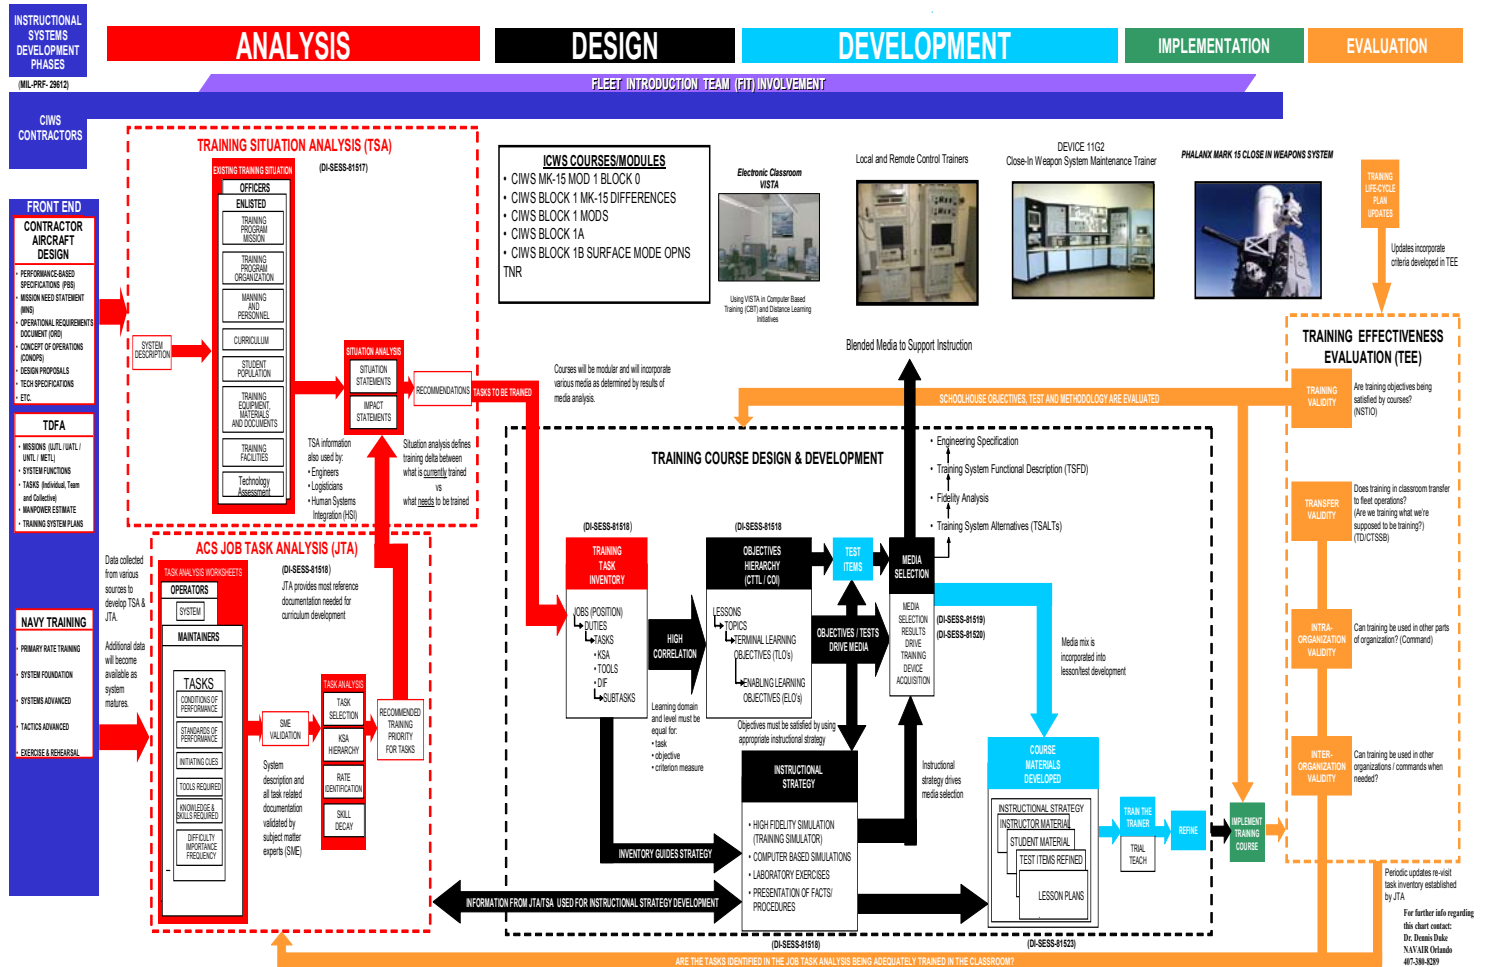 INSTRUCTIONAL
SYSTEMS
DEVELOPMENT
PHASES
(MIL-PRF- 29612)
ANALYSIS
DESIGN
DEVELOPMENT
IMPLEMENTATION
EVALUATION
FLEET INTRODUCTION TEAM (FIT) INVOLVEMENT
CIWS
CONTRACTORS
FRONT END
CONTRACTOR
AIRCRAFT
DESIGN
• PERFORMANCE-BASED
SPECIFICATIONS (PBS)
• MISSION NEED STATEMENT
(MNS)
• OPERATIONAL REQUIREMENTS
DOCUMENT (ORD)
• CONCEPT OF OPERATIONS
(CONOPS)
• DESIGN PROPOSALS
• TECH SPECIFICATIONS
• ETC.
TDFA
• MISSIONS (UJTL / UATL /
UNTL / METL)
• SYSTEM FUNCTIONS
• TASKS (Individual, Team
and Collective)
• MANPOWER ESTIMATE
• TRAINING SYSTEM PLANS
NAVY TRAINING
• PRIMARY RATE TRAINING
• SYSTEM FOUNDATION
• SYSTEMS ADVANCED
• TACTICS ADVANCED
• EXERCISE & REHEARSAL
Data collected
from various
sources to
develop TSA &
JTA.
Additional data
will become
available as
system
matures.
TRAINING SITUATION ANALYSIS (TSA)
(DI-SESS-81517)
SYSTEM
DESCRIPTION
EXISTING TRAINING SITUATION
OFFICERS
ENLISTED
TRAINING
PROGRAM
MISSION
TRAINING
PROGRAM
ORGANIZATION
MANNING
AND
PERSONNEL
CURRICULUM
STUDENT
POPULATION
TRAINING
EQUIPMENT,
MATERIALS
AND DOCUMENTS
TRAINING
FACILITIES
Technology
Assessment
SITUATION ANALYSIS
SITUATION
STATEMENTS
IMPACT
STATEMENTS
RECOMMENDATIONS
TASKS TO BE TRAINED
TSA information
also used by:
• Engineers
• Logisticians
• Human Systems
Integration (HSI)
Situation analysis defines
training delta between
what is currently trained
vs
what needs to be trained
ACS JOB TASK ANALYSIS (JTA)
(DI-SESS-81518)
JTA provides most reference
documentation needed for
curriculum development
TASK ANALYSIS WORKSHEETS
OPERATORS
SYSTEM
MAINTAINERS
TASKS
CONDITIONS OF
PERFORMANCE
STANDARDS OF
PERFORMANCE
INITIATING CUES
TOOLS REQUIRED
KNOWLEDGE &
SKILLS REQUIRED
DIFFICULTY
IMPORTANCE
FREQUENCY
SME
VALIDATION
System
description and
all task related
documentation
validated by
subject matter
experts (SME)
TASK ANALYSIS
TASK
SELECTION
KSA
HIERARCHY
RATE
IDENTIFICATION
SKILL
DECAY
RECOMMENDED
TRAINING
PRIORITY
FOR TASKS
ICWS COURSES/MODULES
• CIWS MK-15 MOD 1 BLOCK 0
• CIWS BLOCK 1 MK-15 DIFFERENCES
• CIWS BLOCK 1 MODS
• CIWS BLOCK 1A
• CIWS BLOCK 1B SURFACE MODE OPNS
TNR
Electronic Classroom
VISTA
Using VISTA in Computer Based
Training (CBT) and Distance Learning
Initiatives
Local and Remote Control Trainers
DEVICE 11G2
Close-In Weapon System Maintenance Trainer
PHALANX MARK 15 CLOSE IN WEAPONS SYSTEM
Courses will be modular and will incorporate
various media as determined by results of
media analysis.
Blended Media to Support Instruction
SCHOOLHOUSE OBJECTIVES, TEST AND METHODOLOGY ARE EVALUATED
TRAINING COURSE DESIGN & DEVELOPMENT
• Engineering Specification
• Training System Functional Description (TSFD)
• Fidelity Analysis
• Training System Alternatives (TSALTs)
(DI-SESS-81518)
TRAINING
TASK
INVENTORY
JOBS (POSITION)
DUTIES
TASKS
• KSA
• TOOLS
• DIF
SUBTASKS
HIGH
CORRELATION
Learning domain
and level must be
equal for:
• task
• objective
• criterion measure
(DI-SESS-81518
OBJECTIVES
HIERARCHY
(CTTL / COI)
LESSONS
TOPICS
TERMINAL LEARNING
OBJECTIVES (TLO's)
ENABLING LEARNING
OBJECTIVES (ELO's)
Objectives must be satisfied by using
appropriate instructional strategy
TEST
ITEMS
OBJECTIVES / TESTS
DRIVE MEDIA
MEDIA
SELECTION
MEDIA
SELECTION
RESULTS
DRIVE
TRAINING
DEVICE
ACQUISITION
(DI-SESS-81519)
(DI-SESS-81520)
Media mix is
incorporated into
lesson/test development
INSTRUCTIONAL
STRATEGY
• HIGH FIDELITY SIMULATION
(TRAINING SIMULATOR)
• COMPUTER BASED SIMULATIONS
• LABORATORY EXERCISES
• PRESENTATION OF FACTS/
PROCEDURES
(DI-SESS-81518)
Instructional
strategy drives
media selection
INVENTORY GUIDES STRATEGY
INFORMATION FROM JTA/TSA USED FOR INSTRUCTIONAL STRATEGY DEVELOPMENT
COURSE
MATERIALS
DEVELOPED
INSTRUCTIONAL STRATEGY
INSTRUCTOR MATERIAL
STUDENT MATERIAL
TEST ITEMS REFINED
LESSON PLANS
(DI-SESS-81523)
TRAIN THE
TRAINER
TRIAL
TEACH
REFINE
IMPLEMENT
TRAINING
COURSE
TRAINING
LIFE-CYCLE
PLAN
UPDATES
Updates incorporate
criteria developed in TEE
TRAINING EFFECTIVENESS
EVALUATION (TEE)
TRAINING
VALIDITY
Are training objectives being
satisfied by courses?
(NSTIO)
TRANSFER
VALIDITY
Does training in classroom transfer
to fleet operations?
(Are we training what we're
supposed to be training?)
(TD/CTSSB)
INTRA-
ORGANIZATION
VALIDITY
Can training be used in other parts
of organization? (Command)
INTER-
ORGANIZATION
VALIDITY
Can training be used in other
organizations / commands when
needed?
Periodic updates re-visit
task inventory established
by JTA
For further info regarding
this chart contact:
Dr. Dennis Duke
NAVAIR Orlando
407-380-8289
ARE THE TASKS IDENTIFIED IN THE JOB TASK ANALYSIS BEING ADEQUATELY TRAINED IN THE CLASSROOM?